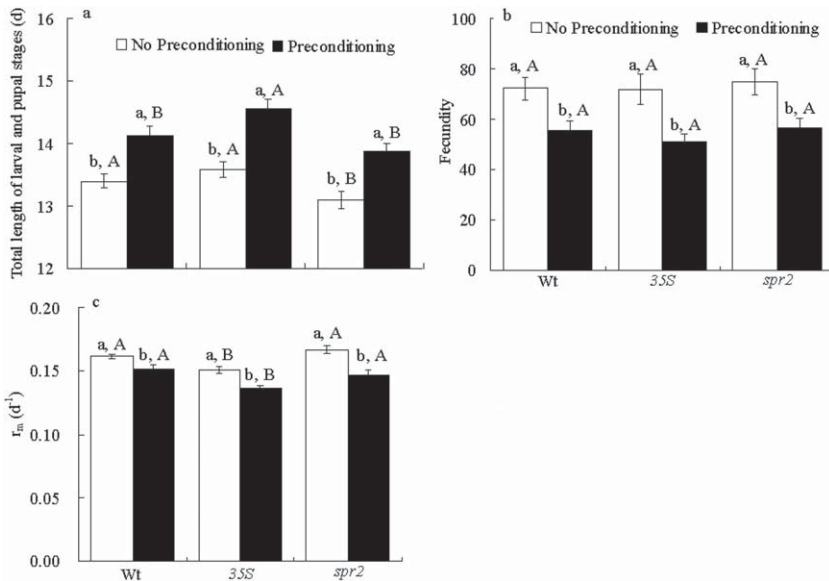 a
Total length of larval and pupal stages (d)
16
15
14
13
12
No Preconditioning Preconditioning
b, A a, B b, A a, A b, B a, B
b
Fecundity
100
80
60
40
20
0
No Preconditioning Preconditioning
a, A b, A a, A b, A a, A b, A
Wt 35S spr2
c
rm (d-1)
0.20
0.15
0.10
0.05
0.00
a, A b, A a, B b, B a, A b, A
Wt 35S spr2